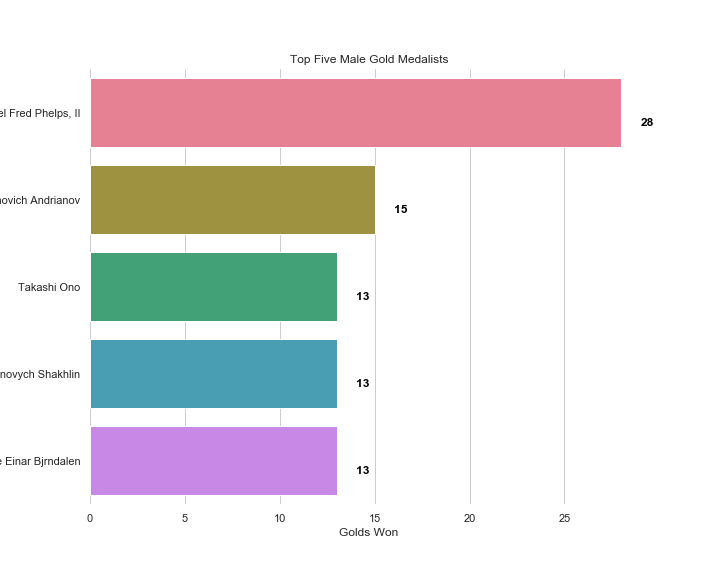 Top Five Male Gold Medalists
el Fred Phelps, II
28
novich Andrianov
15
Takashi Ono
13
novych Shakhlin
13
e Einar Bjrndalen
13
0 5 10 15 20 25
Golds Won